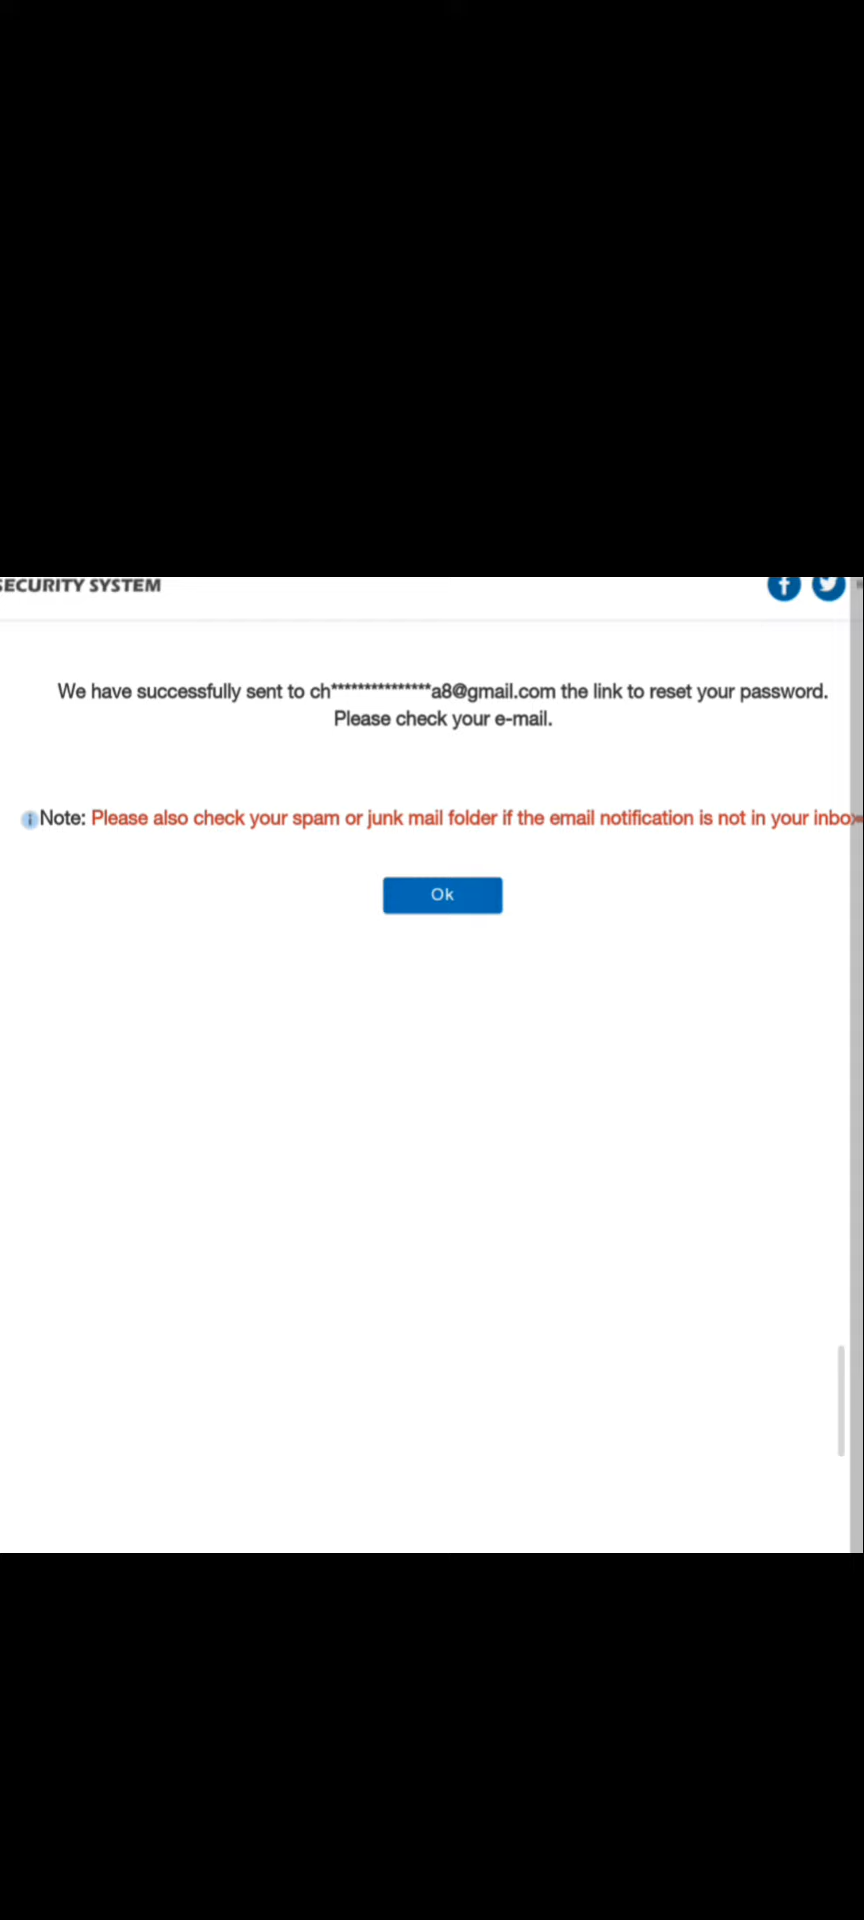 SECURITY SYSTEM
We have successfully sent to ch***************a8@gmail.com the link to reset your password.
Please check your e-mail.
Note: Please also check your spam or junk mail folder if the email notification is not in your
Ok